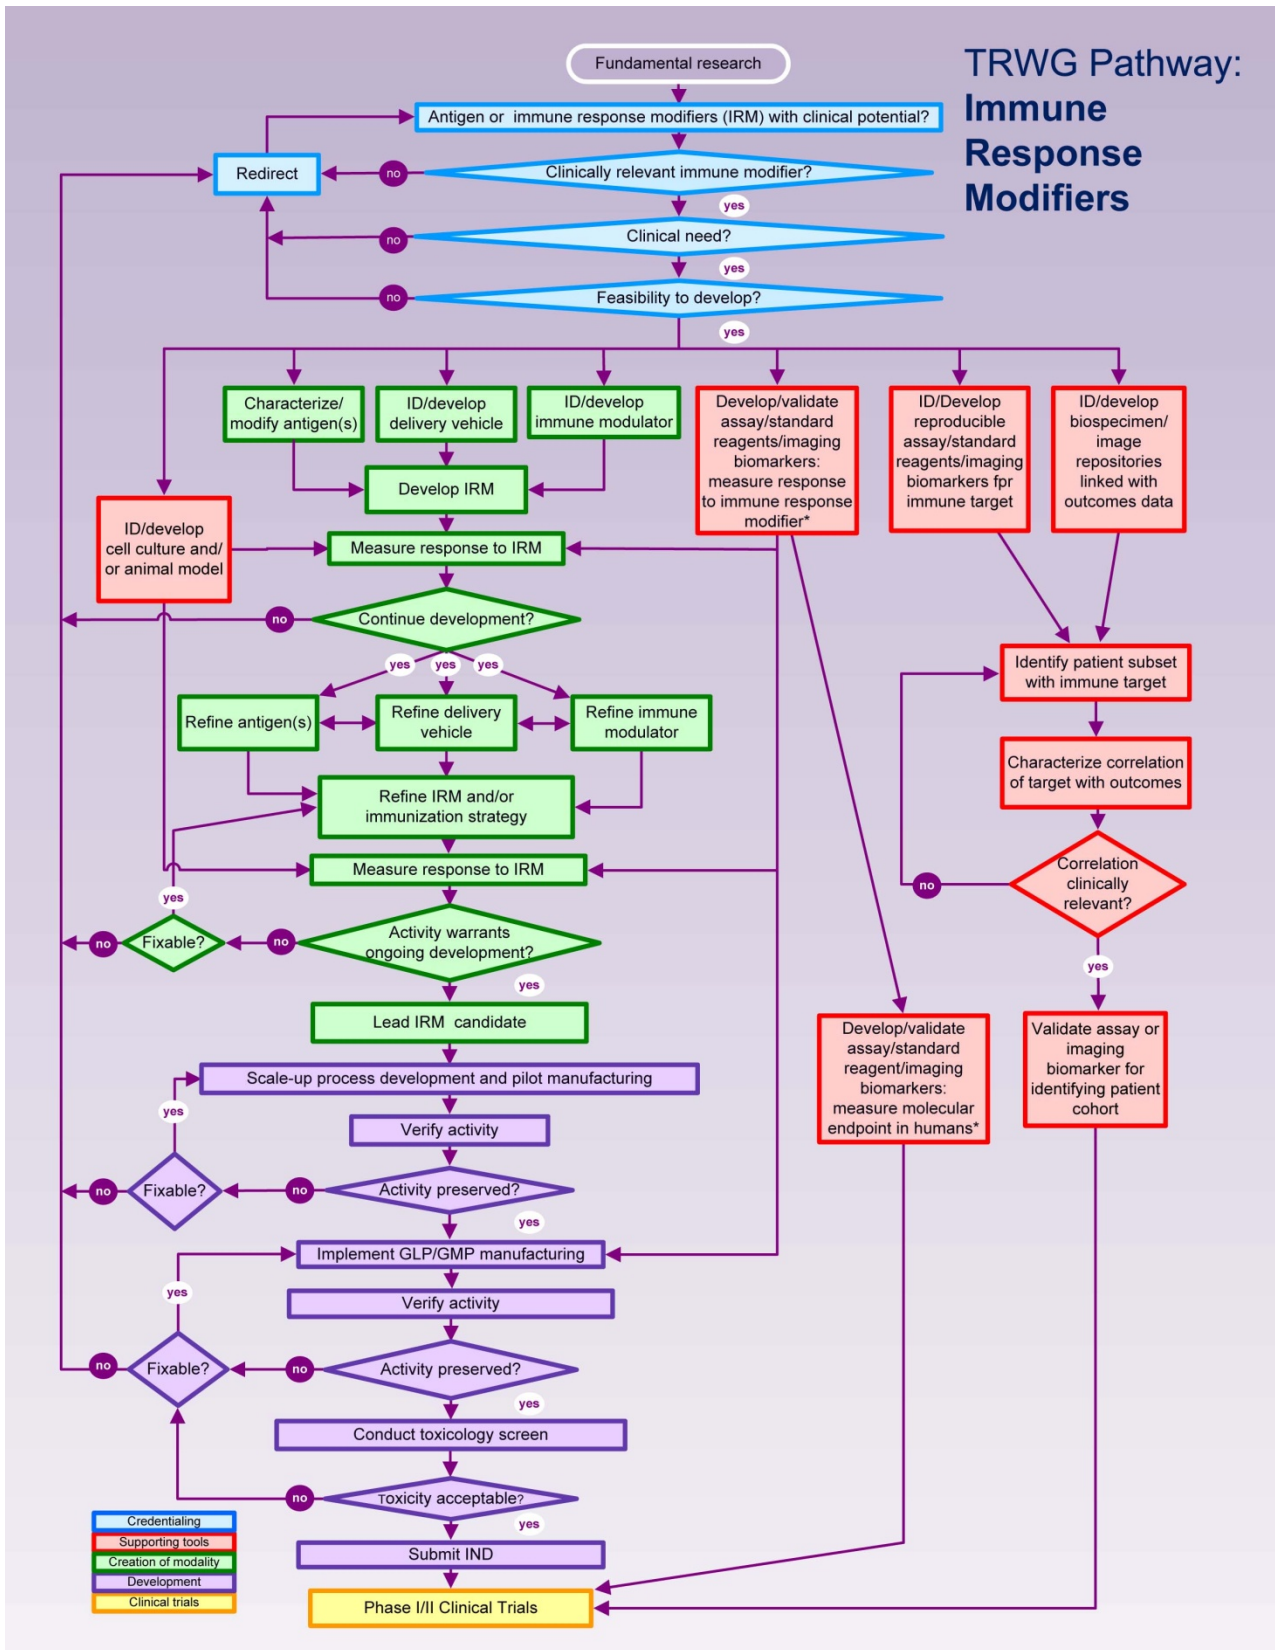 TRWG Pathway:
Immune
Response
Modifiers
Fundamental research
Antigen or immune response modifiers (IRM) with clinical potential?
Redirect
no
Clinically relevant immune modifier?
yes
no
Clinical need?
yes
no
Feasibility to develop?
yes
Characterize/
modify antigen(s)
ID/develop
delivery vehicle
ID/develop
immune modulator
Develop/validate
assay/standard
reagents/imaging
biomarkers:
measure response
to immune response
modifier*
ID/Develop
reproducible
assay/standard
reagents/imaging
biomarkers fpr
immune target
ID/develop
biospecimen/
image
repositories
linked with
outcomes data
Develop IRM
ID/develop
cell culture and/
or animal model
Measure response to IRM
no
Continue development?
yes
yes
yes
Identify patient subset
with immune target
Refine antigen(s)
Refine delivery
vehicle
Refine immune
modulator
Characterize correlation
of target with outcomes
Refine IRM and/or
immunization strategy
Measure response to IRM
no
Correlation
clinically
relevant?
yes
yes
no
Fixable?
no
Activity warrants
ongoing development?
yes
Lead IRM candidate
Develop/validate
assay/standard
reagent/imaging
biomarkers:
measure molecular
endpoint in humans*
Validate assay or
imaging
biomarker for
identifying patient
cohort
Scale-up process development and pilot manufacturing
yes
Verify activity
no
Fixable?
no
Activity preserved?
yes
Implement GLP/GMP manufacturing
yes
Verify activity
no
Fixable?
no
Activity preserved?
yes
Conduct toxicology screen
no
Toxicity acceptable?
yes
Submit IND
Phase I/II Clinical Trials
Credentialing
Supporting tools
Creation of modality
Development
Clinical trials